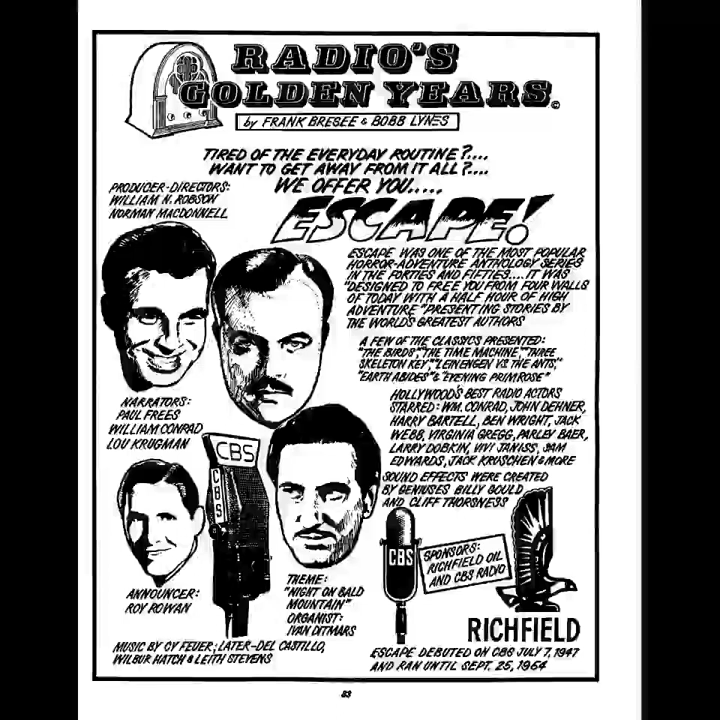 RADIO'S
GOLDEN YEARS ©
by FRANK BRESEE & BOBB LYNES
TIRED OF THE EVERYDAY ROUTINE?....
WANT TO GET AWAY FROM IT ALL?....
WE OFFER YOU.....
ESCAPE!
PRODUCER-DIRECTORS:
WILLIAM N. ROBSON
NORMAN MACDONNELL
ESCAPE WAS ONE OF THE MOST POPULAR
HORROR-ADVENTURE ANTHOLOGY SERIES
IN THE FORTIES AND FIFTIES....IT WAS
"DESIGNED TO FREE YOU FROM FOUR WALLS
OF TODAY WITH A HALF HOUR OF HIGH
ADVENTURE" PRESENTING STORIES BY
THE WORLD'S GREATEST AUTHORS
A FEW OF THE CLASSICS PRESENTED:
"THE BIRDS","THE TIME MACHINE","THREE
SKELETON KEY","LEINENGEN VS. THE ANTS,"
"EARTH ABIDES" & "EVENING PRIMROSE"
HOLLYWOOD'S BEST RADIO ACTORS
STARRED: WM. CONRAD, JOHN DEHNER,
HARRY BARTELL, BEN WRIGHT, JACK
WEBB, VIRGINIA GREGG, PARLEY BAER,
LARRY DOBKIN, VIVI JANISS, SAM
EDWARDS, JACK KRUSCHEN & MORE
SOUND EFFECTS WERE CREATED
BY GENIUSES BILLY GOULD
AND CLIFF THORSNESS
NARRATORS:
PAUL FREES
WILLIAM CONRAD
LOU KRUGMAN
CBS
CBS
CBS
SPONSORS:
RICHFIELD OIL
AND CBS RADIO
RICHFIELD
ANNOUNCER:
ROY ROWAN
THEME:
"NIGHT ON BALD
MOUNTAIN"
ORGANIST:
IVAN DITMARS
MUSIC BY CY FEUER; LATER-DEL CASTILLO,
WILBUR HATCH & LEITH STEVENS
ESCAPE DEBUTED ON CBS JULY 7, 1947
AND RAN UNTIL SEPT. 25, 1954
83